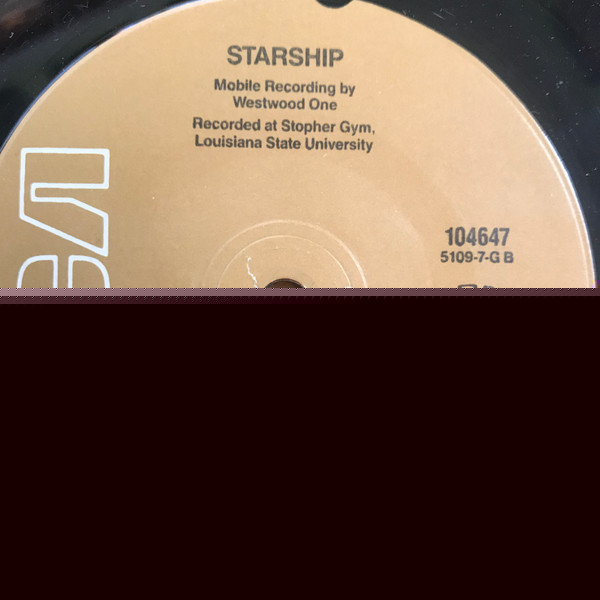 STARSHIP
Mobile Recording by
Westwood One
Recorded at Stopher Gym,
Louisiana State University
104647
5109-7-G B